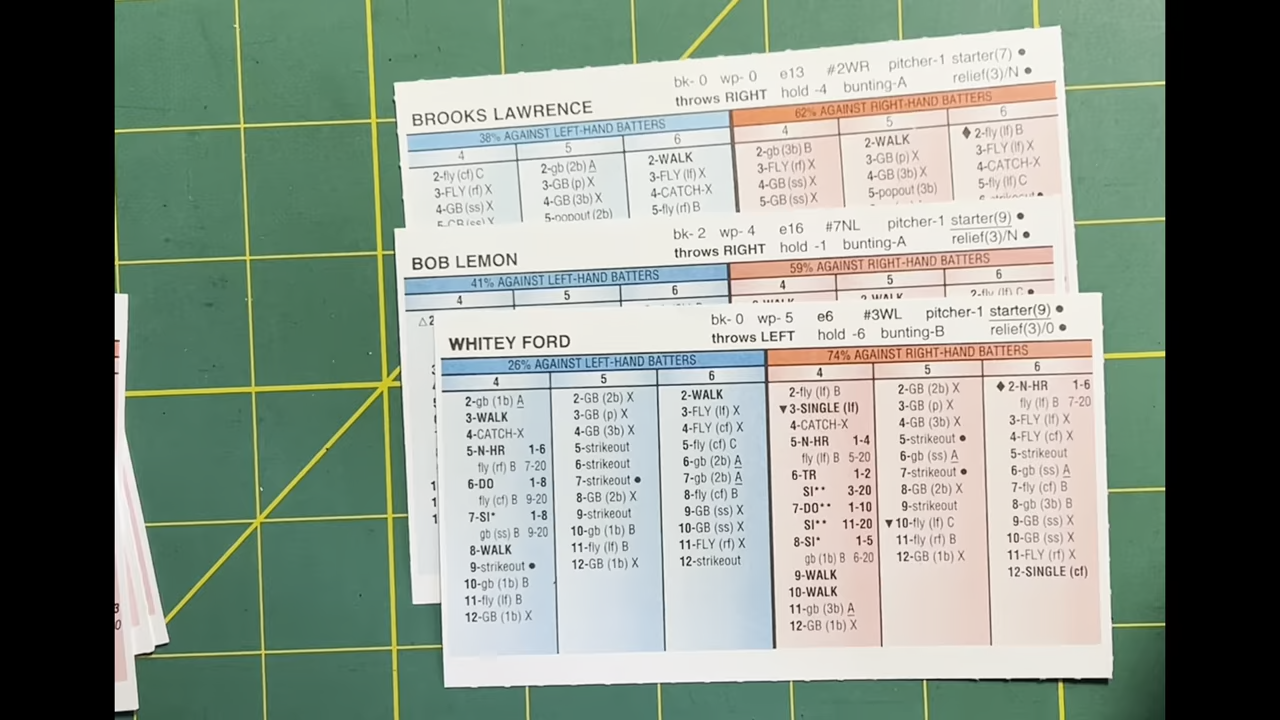 bk- 0 wp- 0 e13 #2WR pitcher-1 starter(7) ●
BROOKS LAWRENCE throws RIGHT hold -4 bunting-A relief(3)/N ●
38% AGAINST LEFT-HAND BATTERS 62% AGAINST RIGHT-HAND BATTERS
4 5 6 4 5 6
2-fly (cf) C 2-gb (2b) A 2-WALK 2-gb (3b) B 2-WALK ♦ 2-fly (lf) B
3-FLY (rf) X 3-GB (p) X 3-FLY (lf) X 3-FLY (rf) X 3-GB (p) X 3-FLY (lf) X
4-GB (ss) X 4-GB (3b) X 4-CATCH-X 4-GB (ss) X 4-GB (3b) X 4-CATCH-X
5-GB (ss) X 5-popout (2b) 5-fly (rf) B 5-GB (ss) X 5-popout (3b) 5-fly (lf) C
6-strikeout ●
bk- 2 wp- 4 e16 #7NL pitcher-1 starter(9) ●
BOB LEMON throws RIGHT hold -1 bunting-A relief(3)/N ●
41% AGAINST LEFT-HAND BATTERS 59% AGAINST RIGHT-HAND BATTERS
4 5 6 4 5 6
△2 2-WALK 2-WALK 2-fly (lf) C ●
bk- 0 wp- 5 e6 #3WL pitcher-1 starter(9) ●
WHITEY FORD throws LEFT hold -6 bunting-B relief(3)/0 ●
26% AGAINST LEFT-HAND BATTERS 74% AGAINST RIGHT-HAND BATTERS
4 5 6 4 5 6
2-gb (1b) A 2-GB (2b) X 2-WALK 2-fly (lf) B 2-GB (2b) X ♦ 2-N-HR 1-6
3-WALK 3-GB (p) X 3-FLY (lf) X ▼3-SINGLE (lf) 3-GB (p) X fly (lf) B 7-20
4-CATCH-X 4-GB (3b) X 4-FLY (cf) X 4-CATCH-X 4-GB (3b) X 3-FLY (lf) X
5-N-HR 1-6 5-strikeout 5-fly (cf) C 5-N-HR 1-4 5-strikeout ● 4-FLY (cf) X
fly (rf) B 7-20 6-strikeout 6-gb (2b) A fly (lf) B 5-20 6-gb (ss) A 5-strikeout
6-DO 1-8 7-strikeout ● 7-gb (2b) A 6-TR 1-2 7-strikeout ● 6-gb (ss) A
fly (cf) B 9-20 8-GB (2b) X 8-fly (cf) B SI** 3-20 8-GB (2b) X 7-fly (cf) B
7-SI* 1-8 9-strikeout 9-GB (ss) X 7-DO** 1-10 9-strikeout 8-gb (3b) B
gb (ss) B 9-20 10-gb (1b) B 10-GB (ss) X SI** 11-20 ▼10-fly (lf) C 9-GB (ss) X
8-WALK 11-fly (lf) B 11-FLY (rf) X 8-SI* 1-5 11-fly (rf) B 10-GB (ss) X
9-strikeout ● 12-GB (1b) X 12-strikeout gb (1b) B 6-20 12-GB (1b) X 11-FLY (rf) X
10-gb (1b) B 9-WALK 12-SINGLE (cf)
11-fly (lf) B 10-WALK
12-GB (1b) X 11-gb (3b) A
12-GB (1b) X